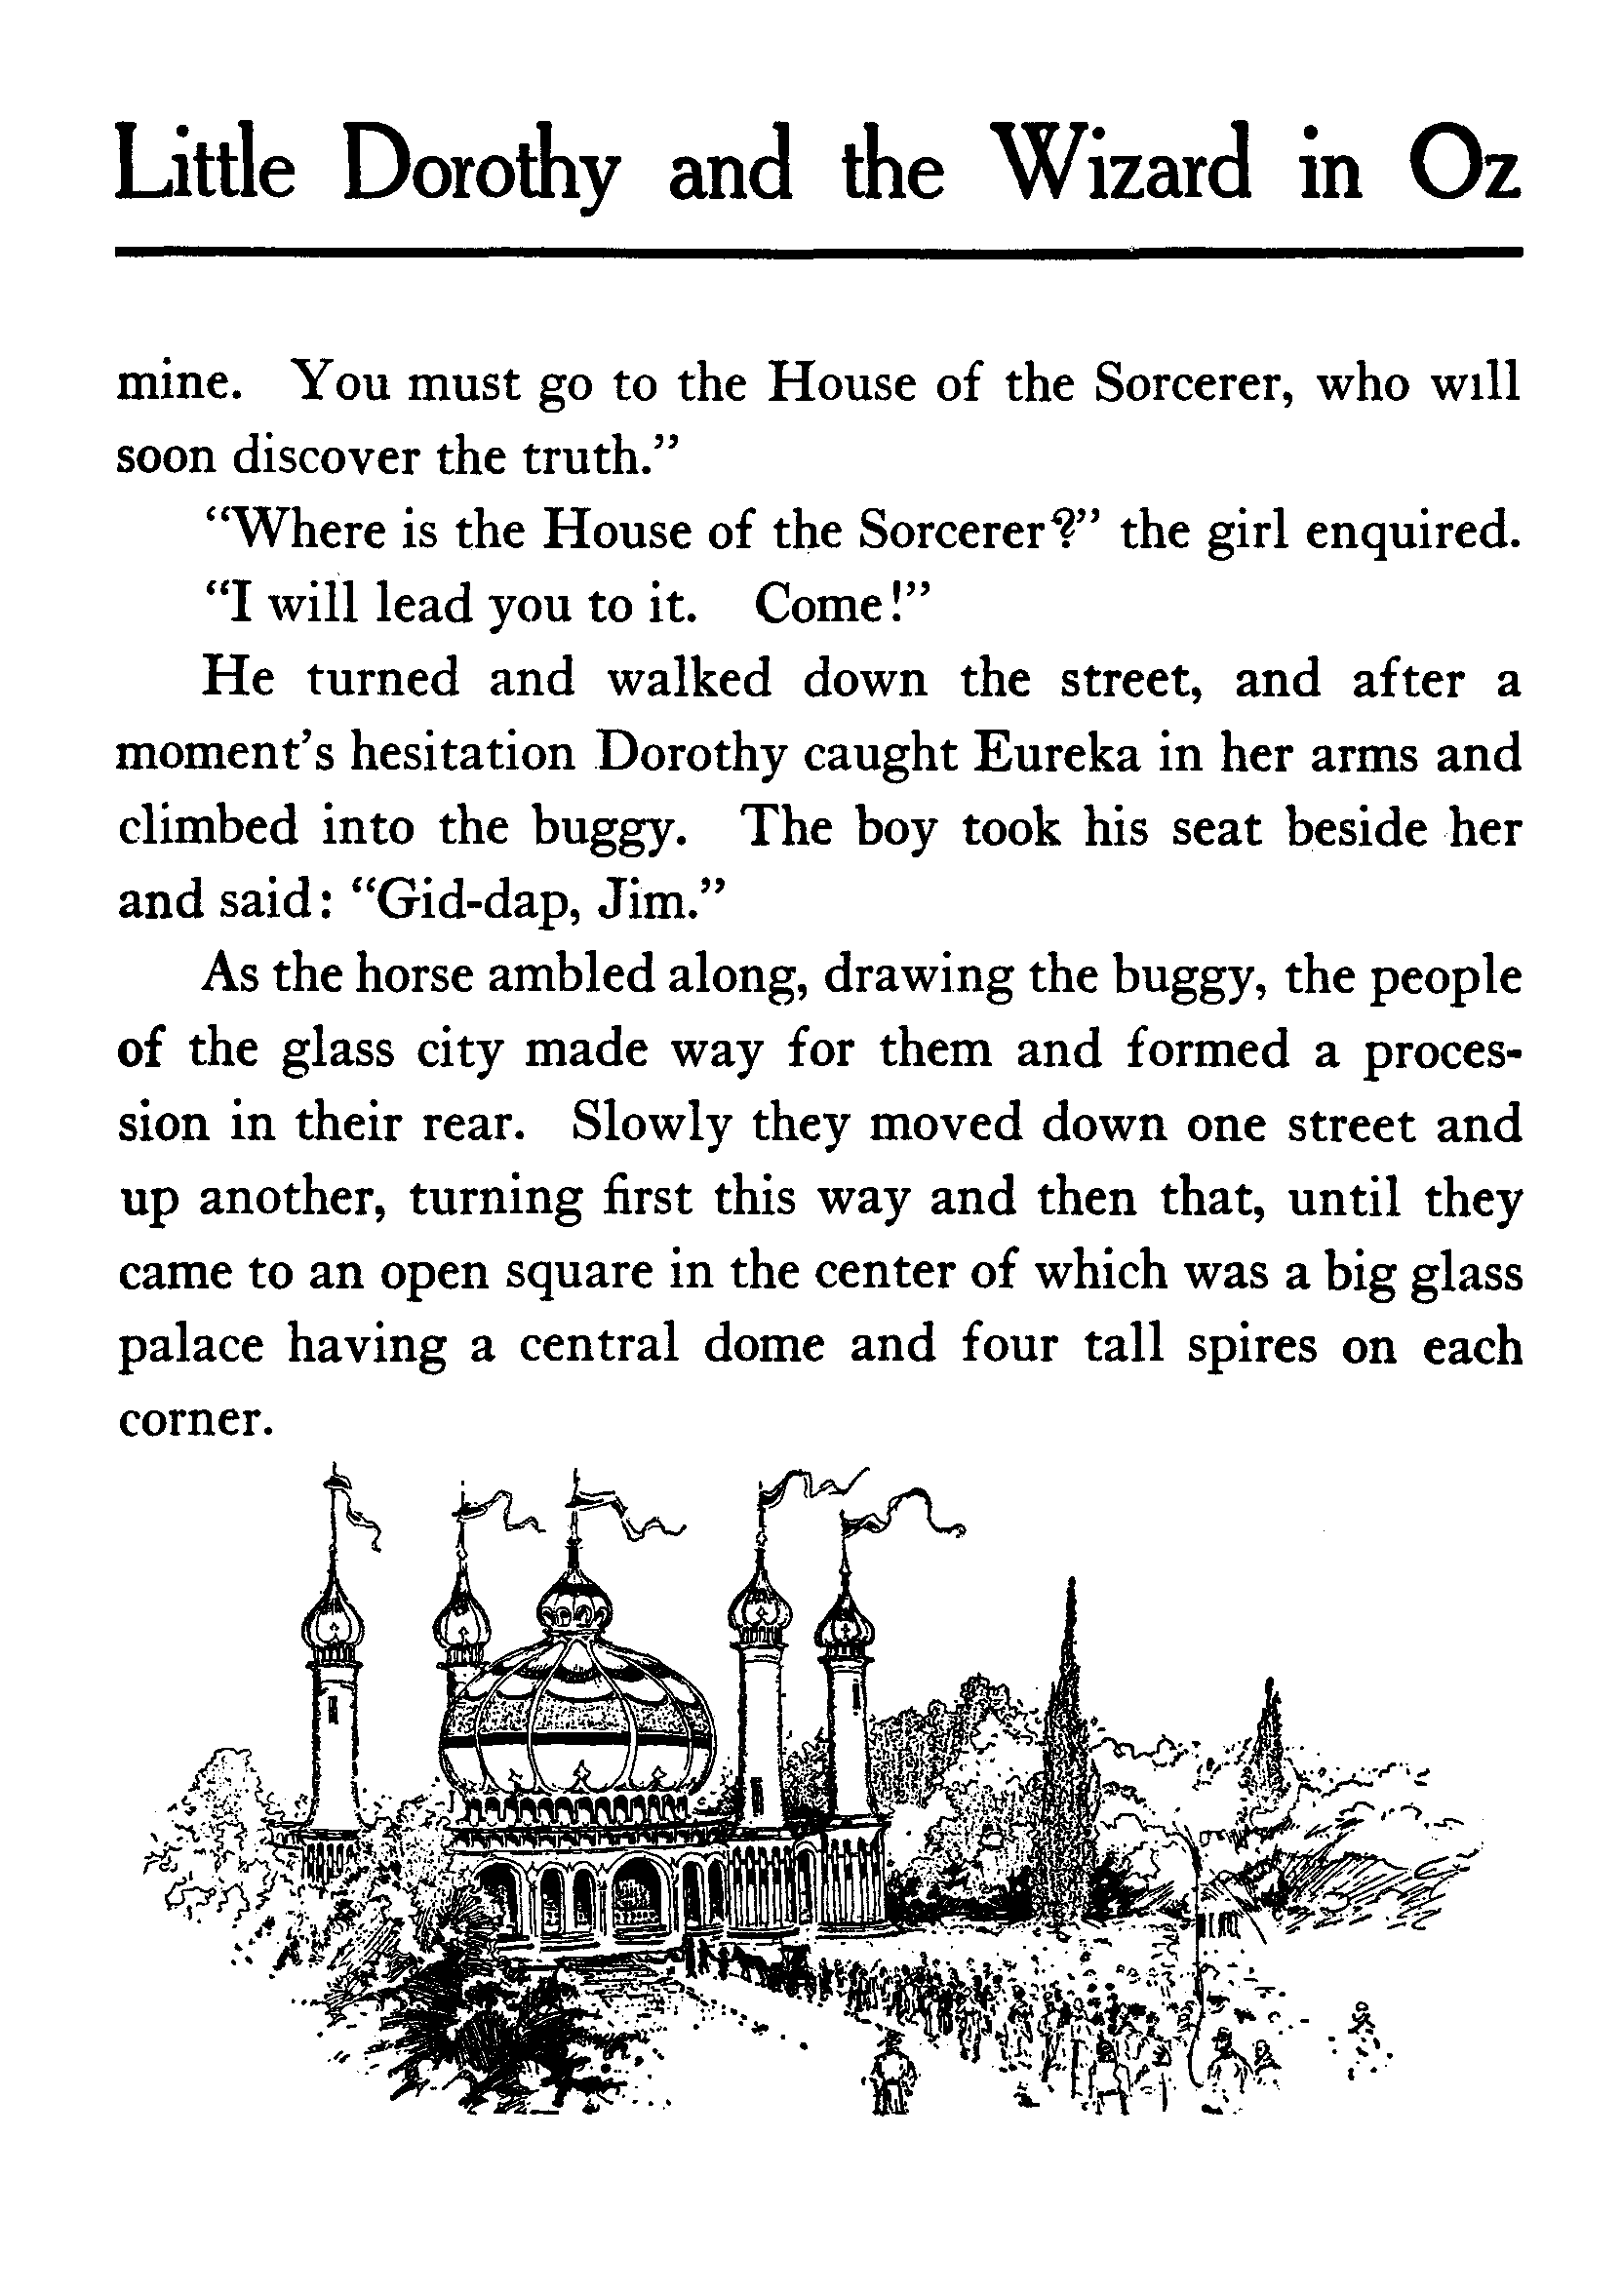 Little Dorothy and the Wizard in Oz
mine. You must go to the House of the Sorcerer, who will
soon discover the truth.”
“Where is the House of the Sorcerer?” the girl enquired.
“I will lead you to it. Come!”
He turned and walked down the street, and after a
moment’s hesitation Dorothy caught Eureka in her arms and
climbed into the buggy. The boy took his seat beside her
and said: “Gid-dap, Jim.”
As the horse ambled along, drawing the buggy, the people
of the glass city made way for them and formed a proces-
sion in their rear. Slowly they moved down one street and
up another, turning first this way and then that, until they
came to an open square in the center of which was a big glass
palace having a central dome and four tall spires on each
corner.